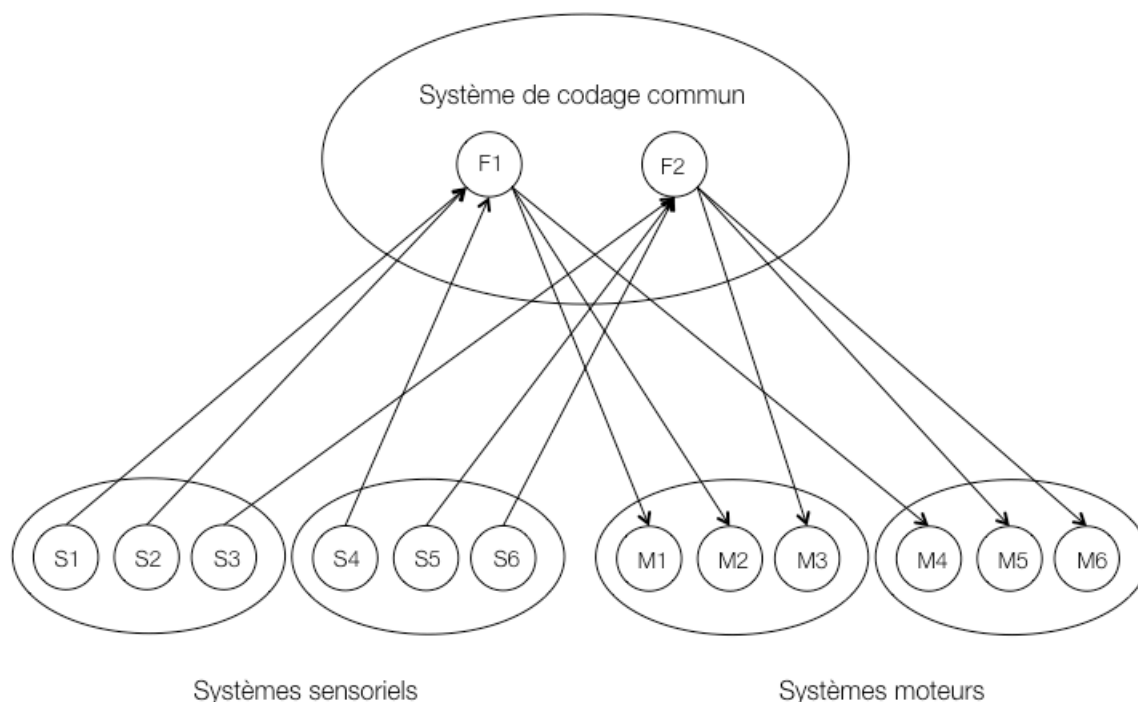 Système de codage commun
F1 F2
S1 S2 S3 S4 S5 S6 M1 M2 M3 M4 M5 M6
Systèmes sensoriels Systèmes moteurs